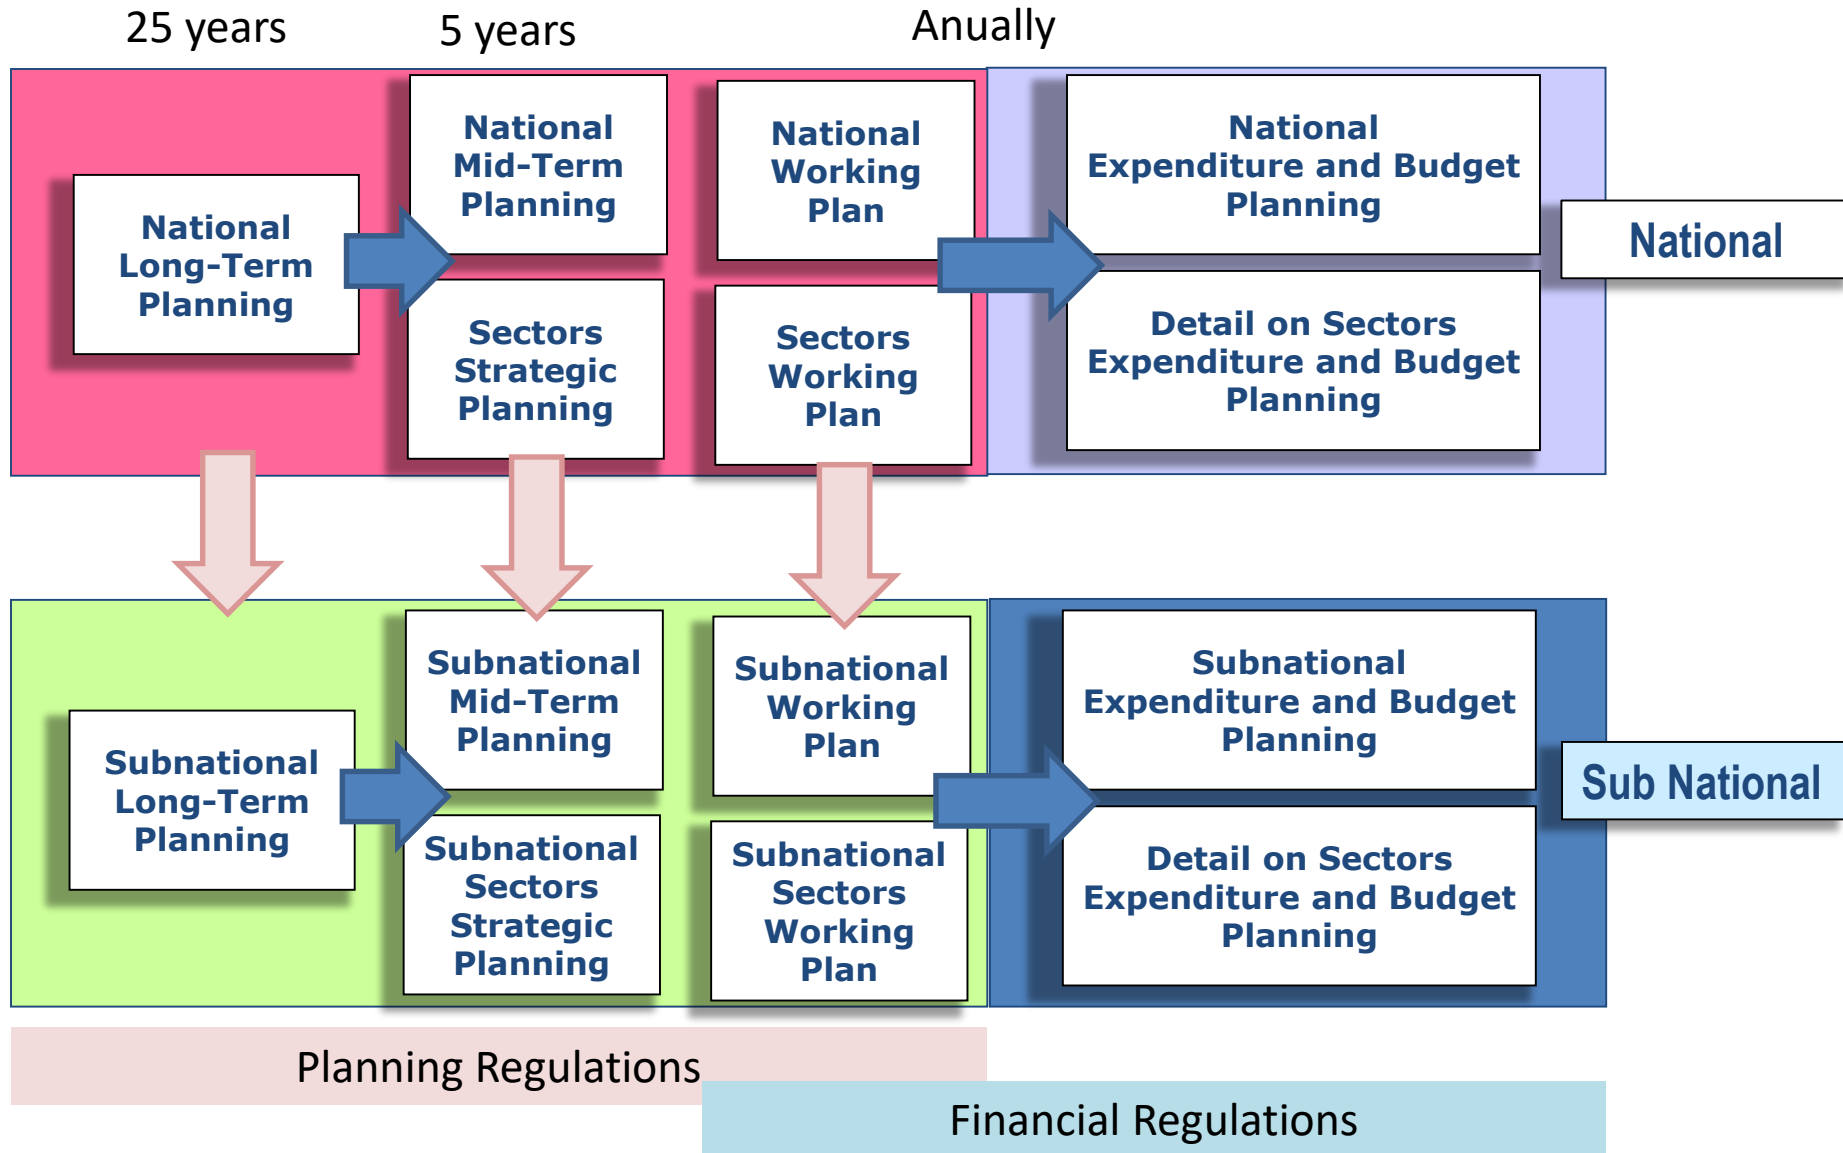 25 years
5 years
Anually
National
Long-Term
Planning
National
Mid-Term
Planning
Sectors
Strategic
Planning
National
Working
Plan
Sectors
Working
Plan
National
Expenditure and Budget
Planning
Detail on Sectors
Expenditure and Budget
Planning
National
Subnational
Long-Term
Planning
Subnational
Mid-Term
Planning
Subnational
Sectors
Strategic
Planning
Subnational
Working
Plan
Subnational
Sectors
Working
Plan
Subnational
Expenditure and Budget
Planning
Detail on Sectors
Expenditure and Budget
Planning
Sub National
Planning Regulations
Financial Regulations